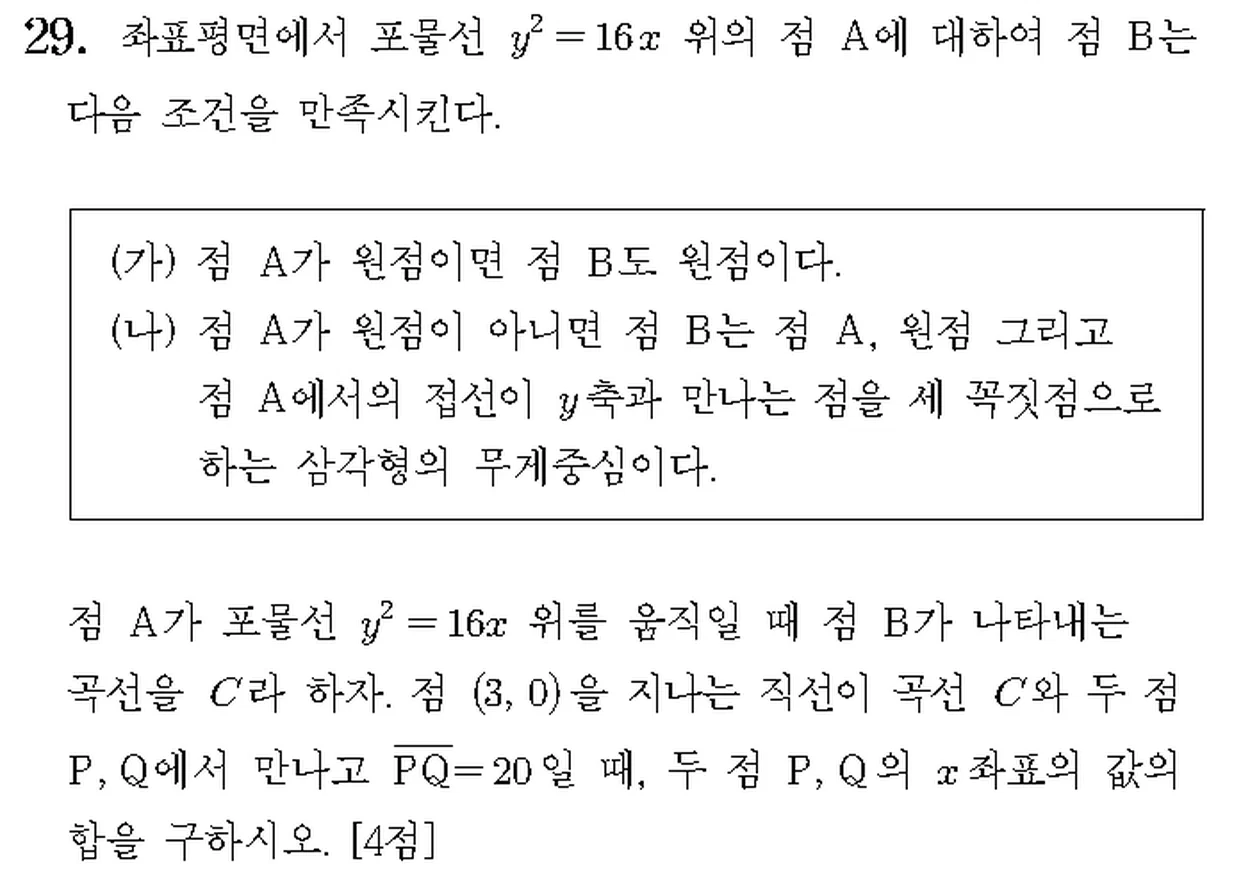 29. 좌표평면에서 포물선 y² = 16x 위의 점 A에 대하여 점 B는
다음 조건을 만족시킨다.
(가) 점 A가 원점이면 점 B도 원점이다.
(나) 점 A가 원점이 아니면 점 B는 점 A, 원점 그리고
점 A에서의 접선이 y축과 만나는 점을 세 꼭짓점으로
하는 삼각형의 무게중심이다.
점 A가 포물선 y² = 16x 위를 움직일 때 점 B가 나타내는
곡선을 C라 하자. 점 (3, 0)을 지나는 직선이 곡선 C와 두 점
P, Q에서 만나고 P̅Q̅=20일 때, 두 점 P, Q의 x좌표의 값의
합을 구하시오. [4점]